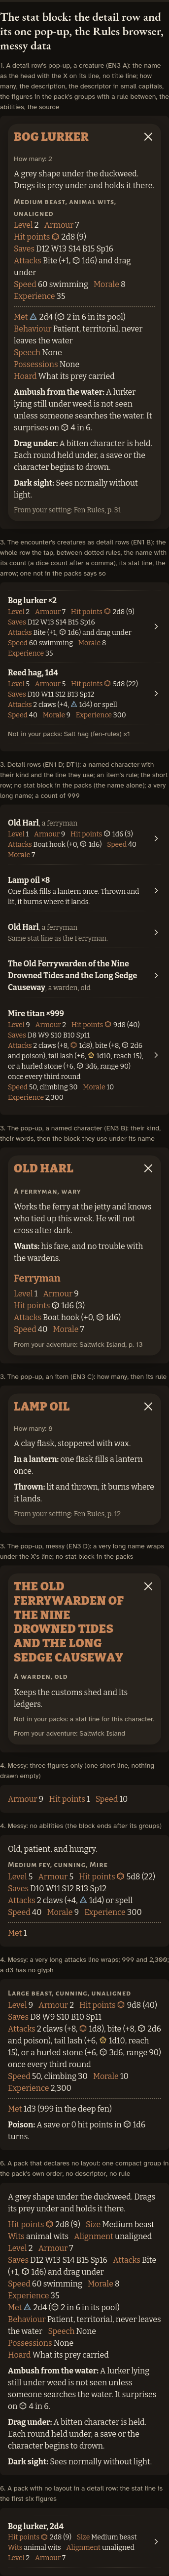 The stat block: the detail row and
its one pop-up, the Rules browser,
messy data
1. A detail row's pop-up, a creature (EN3 A): the name
as the head with the X on its line, no title line; how
many, the description, the descriptor in small capitals,
the figures in the pack's groups with a rule between, the
abilities, the source
BOG LURKER
How many: 2
A grey shape under the duckweed.
Drags its prey under and holds it there.
MEDIUM BEAST, ANIMAL WITS,
UNALIGNED
Level 2 Armour 7
Hit points 2d8 (9)
Saves D12 W13 S14 B15 Sp16
Attacks Bite (+1, 1d6) and drag
under
Speed 60 swimming Morale 8
Experience 35
Met 2d4 (2 in 6 in its pool)
Behaviour Patient, territorial, never
leaves the water
Speech None
Possessions None
Hoard What its prey carried
Ambush from the water: A lurker
lying still under weed is not seen
unless someone searches the water. It
surprises on 4 in 6.
Drag under: A bitten character is held.
Each round held under, a save or the
character begins to drown.
Dark sight: Sees normally without
light.
From your setting: Fen Rules, p. 31
3. The encounter's creatures as detail rows (EN1 B): the
whole row the tap, between dotted rules, the name with
its count (a dice count after a comma), its stat line, the
arrow; one not in the packs says so
Bog lurker ×2
Level 2 Armour 7 Hit points 2d8 (9)
Saves D12 W13 S14 B15 Sp16
Attacks Bite (+1, 1d6) and drag under
Speed 60 swimming Morale 8
Experience 35
Reed hag, 1d4
Level 5 Armour 5 Hit points 5d8 (22)
Saves D10 W11 S12 B13 Sp12
Attacks 2 claws (+4, 1d4) or spell
Speed 40 Morale 9 Experience 300
Not in your packs: Salt hag (fen-rules) ×1
3. Detail rows (EN1 D; DT1): a named character with
their kind and the line they use; an item's rule; the short
row; no stat block in the packs (the name alone); a very
long name; a count of 999
Old Harl, a ferryman
Level 1 Armour 9 Hit points 1d6 (3)
Attacks Boat hook (+0, 1d6) Speed 40
Morale 7
Lamp oil ×8
One flask fills a lantern once. Thrown and
lit, it burns where it lands.
Old Harl, a ferryman
Same stat line as the Ferryman.
The Old Ferrywarden of the Nine
Drowned Tides and the Long Sedge
Causeway, a warden, old
Mire titan ×999
Level 9 Armour 2 Hit points 9d8 (40)
Saves D8 W9 S10 B10 Sp11
Attacks 2 claws (+8, 1d8), bite (+8, 2d6
and poison), tail lash (+6, 1d10, reach 15),
or a hurled stone (+6, 3d6, range 90)
once every third round
Speed 50, climbing 30 Morale 10
Experience 2,300
3. The pop-up, a named character (EN3 B): their kind,
their words, then the block they use under its name
OLD HARL
A FERRYMAN, WARY
Works the ferry at the jetty and knows
who tied up this week. He will not
cross after dark.
Wants: his fare, and no trouble with
the wardens.
Ferryman
Level 1 Armour 9
Hit points 1d6 (3)
Attacks Boat hook (+0, 1d6)
Speed 40 Morale 7
From your adventure: Saltwick Island, p. 13
3. The pop-up, an item (EN3 C): how many, then its rule
LAMP OIL
How many: 8
A clay flask, stoppered with wax.
In a lantern: one flask fills a lantern
once.
Thrown: lit and thrown, it burns where
it lands.
From your setting: Fen Rules, p. 12
3. The pop-up, messy (EN3 D): a very long name wraps
under the X's line; no stat block in the packs
THE OLD
FERRYWARDEN OF
THE NINE
DROWNED TIDES
AND THE LONG
SEDGE CAUSEWAY
A WARDEN, OLD
Keeps the customs shed and its
ledgers.
Not in your packs: a stat line for this character.
From your adventure: Saltwick Island
4. Messy: three figures only (one short line, nothing
drawn empty)
Armour 9 Hit points 1 Speed 10
4. Messy: no abilities (the block ends after its groups)
Old, patient, and hungry.
MEDIUM FEY, CUNNING, MIRE
Level 5 Armour 5 Hit points 5d8 (22)
Saves D10 W11 S12 B13 Sp12
Attacks 2 claws (+4, 1d4) or spell
Speed 40 Morale 9 Experience 300
Met 1
4. Messy: a very long attacks line wraps; 999 and 2,300;
a d3 has no glyph
LARGE BEAST, CUNNING, UNALIGNED
Level 9 Armour 2 Hit points 9d8 (40)
Saves D8 W9 S10 B10 Sp11
Attacks 2 claws (+8, 1d8), bite (+8, 2d6
and poison), tail lash (+6, 1d10, reach
15), or a hurled stone (+6, 3d6, range 90)
once every third round
Speed 50, climbing 30 Morale 10
Experience 2,300
Met 1d3 (999 in the deep fen)
Poison: A save or 0 hit points in 1d6
turns.
6. A pack that declares no layout: one compact group in
the pack's own order, no descriptor, no rule
A grey shape under the duckweed. Drags
its prey under and holds it there.
Hit points 2d8 (9) Size Medium beast
Wits animal wits Alignment unaligned
Level 2 Armour 7
Saves D12 W13 S14 B15 Sp16 Attacks Bite
(+1, 1d6) and drag under
Speed 60 swimming Morale 8
Experience 35
Met 2d4 (2 in 6 in its pool)
Behaviour Patient, territorial, never leaves
the water Speech None
Possessions None
Hoard What its prey carried
Ambush from the water: A lurker lying
still under weed is not seen unless
someone searches the water. It surprises
on 4 in 6.
Drag under: A bitten character is held.
Each round held under, a save or the
character begins to drown.
Dark sight: Sees normally without light.
6. A pack with no layout in a detail row: the stat line is
the first six figures
Bog lurker, 2d4
Hit points 2d8 (9) Size Medium beast
Wits animal wits Alignment unaligned
Level 2 Armour 7